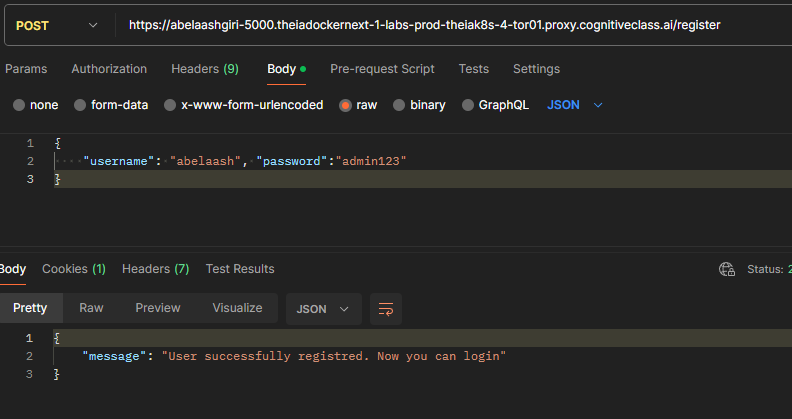 POST https://abelaashgiri-5000.theiadockernext-1-labs-prod-theiak8s-4-tor01.proxy.cognitiveclass.ai/register
Params Authorization Headers (9) Body Pre-request Script Tests Settings
none form-data x-www-form-urlencoded raw binary GraphQL JSON
1 {
2 "username": "abelaash", "password":"admin123"
3 }
Body Cookies (1) Headers (7) Test Results Status: 2
Pretty Raw Preview Visualize JSON
1 {
2 "message": "User successfully registred. Now you can login"
3 }